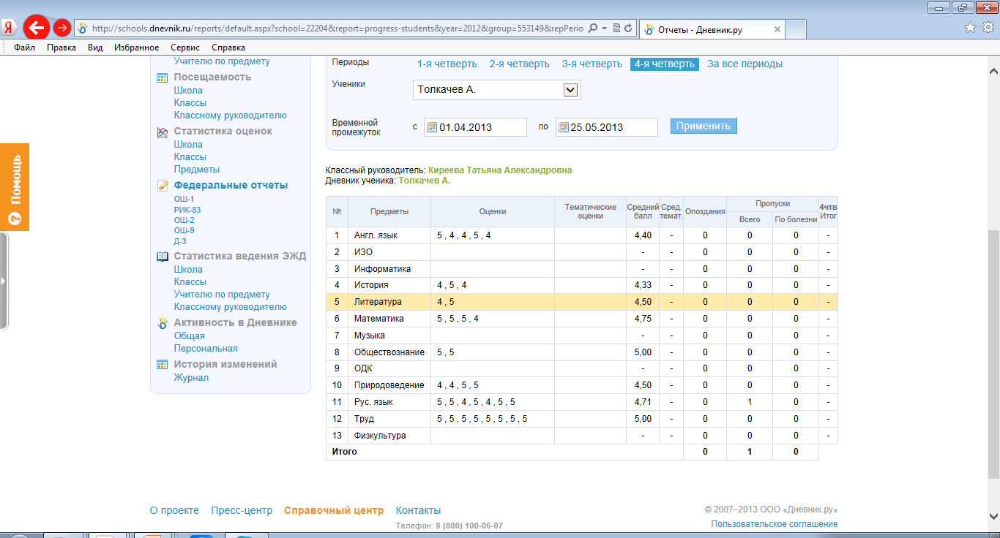 http://schools.dnevnik.ru/reports/default.aspx?school=22204&report=progress-students&year=2012&group=553149&repPerio
Отчеты - Дневник.ру
Файл Правка Вид Избранное Сервис Справка
Помощь
Учителю по предмету
Посещаемость
Школа
Классы
Классному руководителю
Статистика оценок
Школа
Классы
Предметы
Федеральные отчеты
ОШ-1
РИК-83
ОШ-2
ОШ-9
Д-3
Статистика ведения ЭЖД
Школа
Классы
Учителю по предмету
Классному руководителю
Активность в Дневнике
Общая
Персональная
История изменений
Журнал
Периоды 1-я четверть 2-я четверть 3-я четверть 4-я четверть За все периоды
Ученики Толкачев А.
Временной промежуток с 01.04.2013 по 25.05.2013 Применить
Классный руководитель: Киреева Татьяна Александровна
Дневник ученика: Толкачев А.
№ Предметы Оценки Тематические оценки Средний балл Сред. темат. Опоздания Пропуски 4чтв Итог
Всего По болезни
1 Англ. язык 5 , 4 , 4 , 5 , 4 4,40 - 0 0 0 -
2 ИЗО - - 0 0 0 -
3 Информатика - - 0 0 0 -
4 История 4 , 5 , 4 4,33 - 0 0 0 -
5 Литература 4 , 5 4,50 - 0 0 0 -
6 Математика 5 , 5 , 5 , 4 4,75 - 0 0 0 -
7 Музыка - - 0 0 0 -
8 Обществознание 5 , 5 5,00 - 0 0 0 -
9 ОДК - - 0 0 0 -
10 Природоведение 4 , 4 , 5 , 5 4,50 - 0 0 0 -
11 Рус. язык 5 , 5 , 4 , 5 , 4 , 5 , 5 4,71 - 0 1 0 -
12 Труд 5 , 5 , 5 , 5 , 5 , 5 , 5 , 5 5,00 - 0 0 0 -
13 Физкультура - - 0 0 0 -
Итого 0 1 0
О проекте Пресс-центр Справочный центр Контакты
Телефон: 8 (800) 100-06-07
© 2007–2013 ООО «Дневник.ру»
Пользовательское соглашение